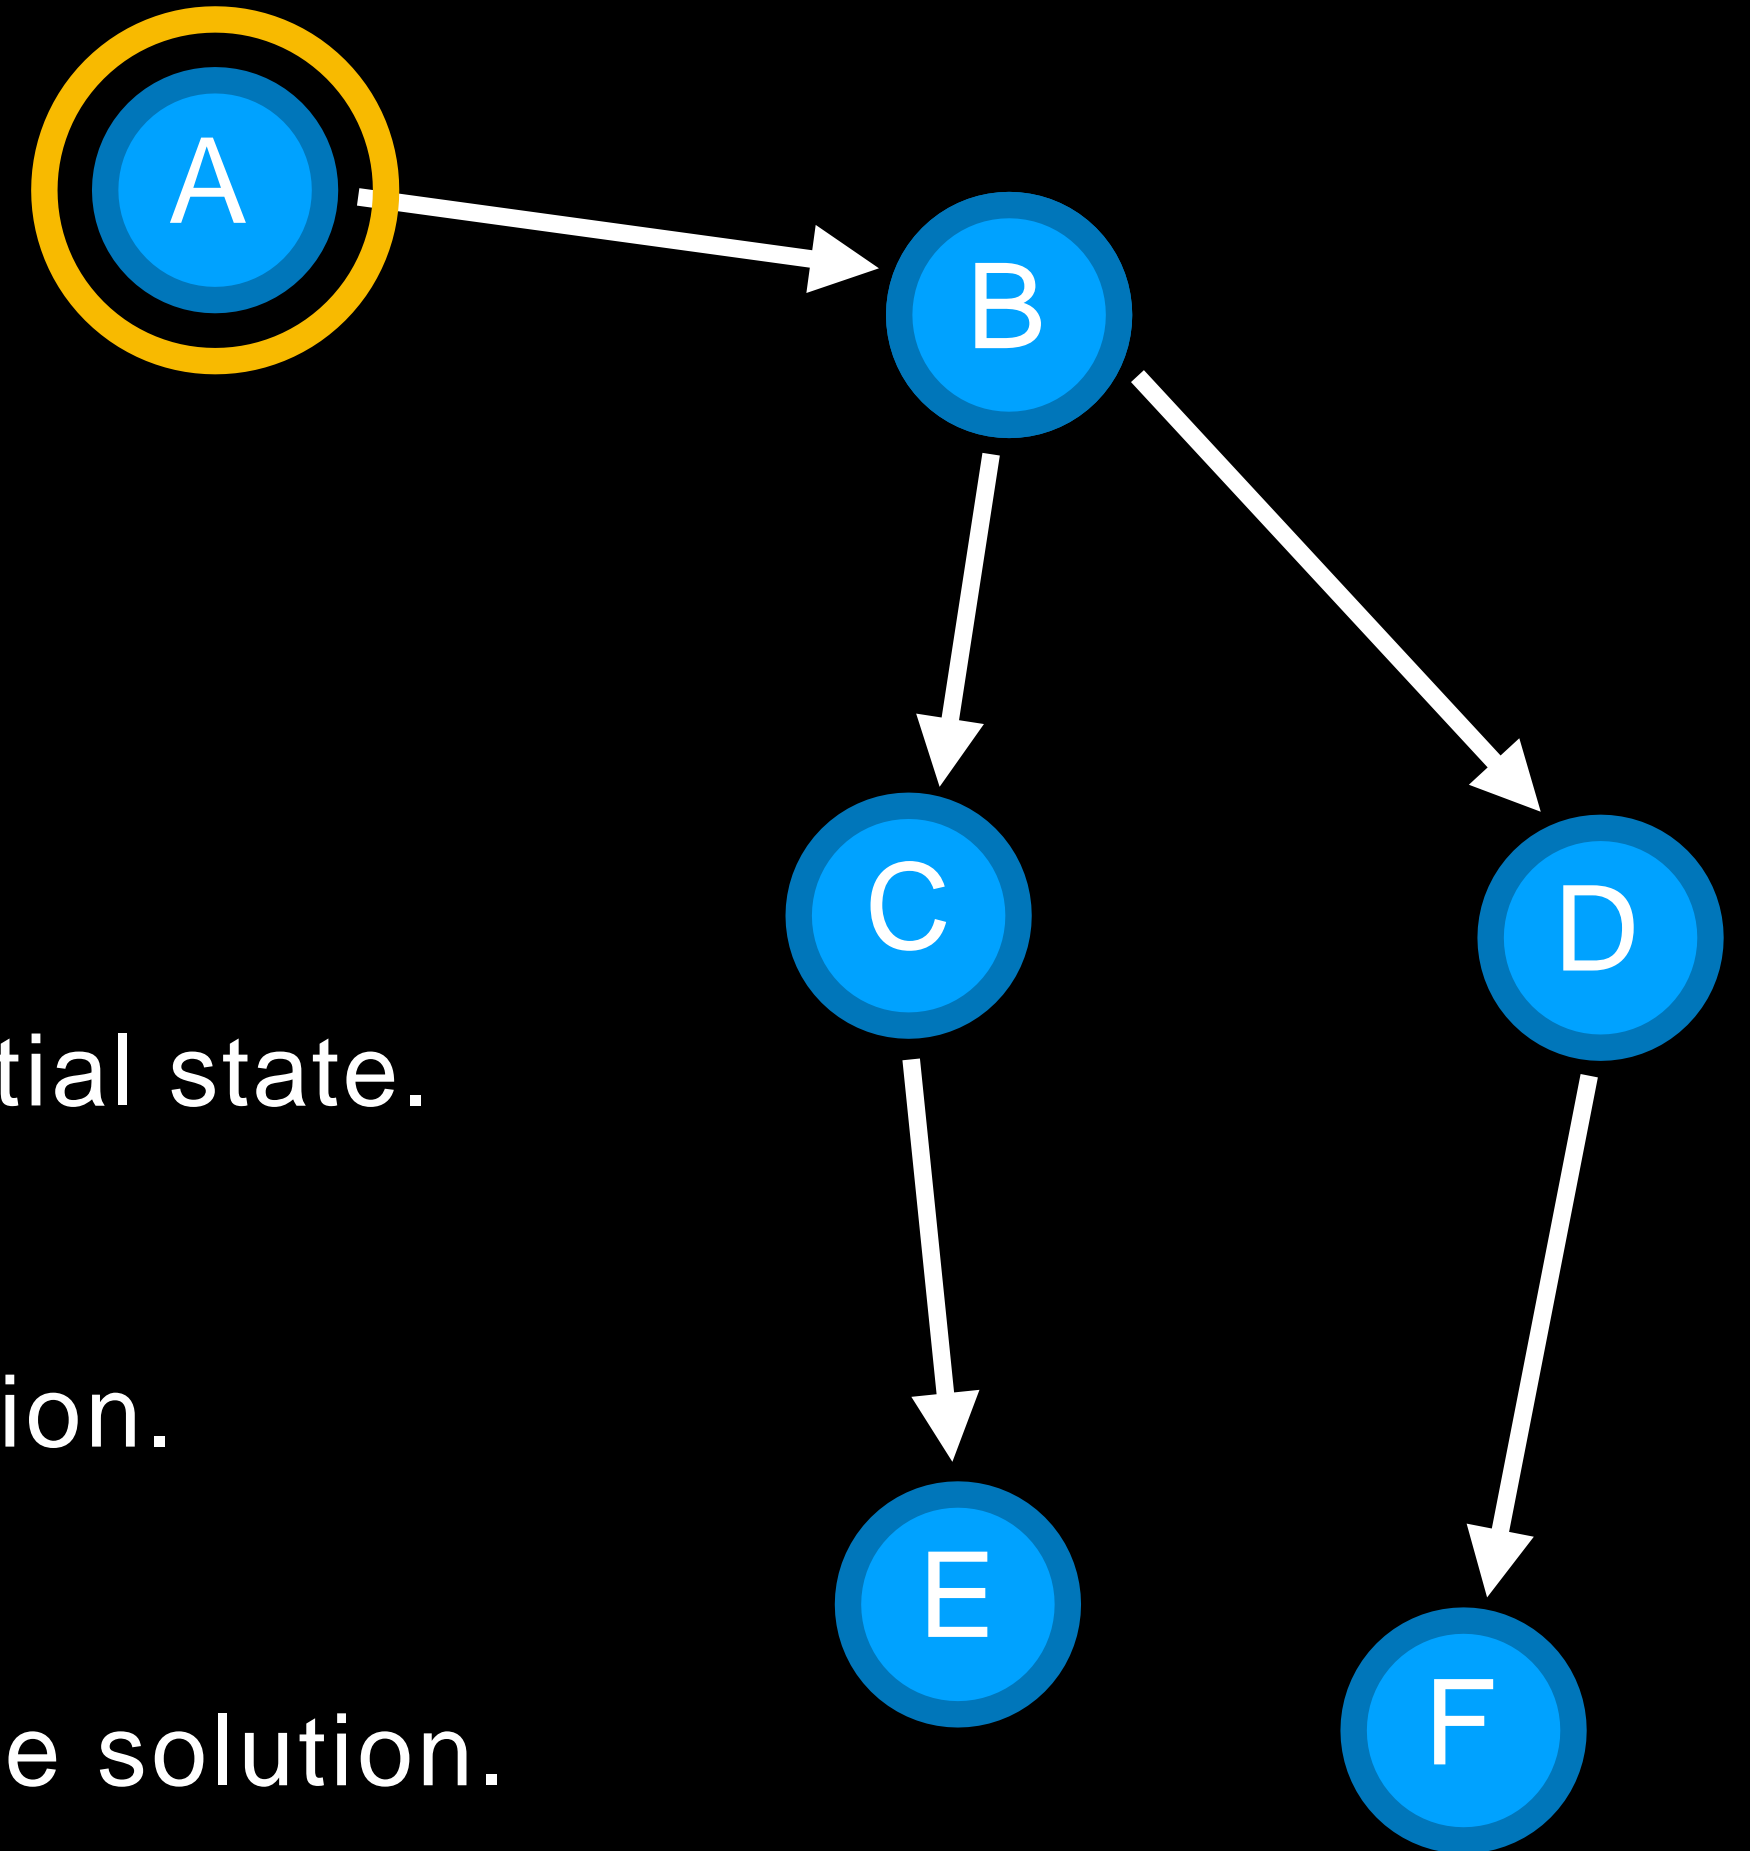 A
B
C
D
tial state.
ion.
E
F
e solution.